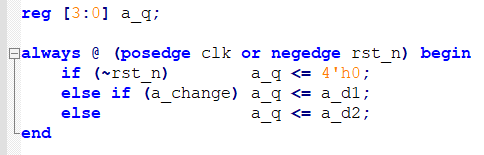 reg [3:0] a_q;
always @ (posedge clk or negedge rst_n) begin
if (~rst_n) a_q <= 4'h0;
else if (a_change) a_q <= a_d1;
else a_q <= a_d2;
end